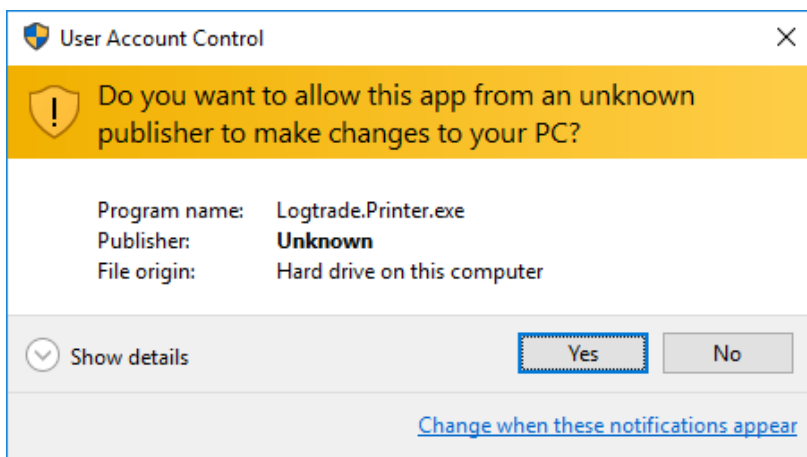 User Account Control
Do you want to allow this app from an unknown
publisher to make changes to your PC?
Program name: Logtrade.Printer.exe
Publisher: Unknown
File origin: Hard drive on this computer
Show details
Yes
No
Change when these notifications appear